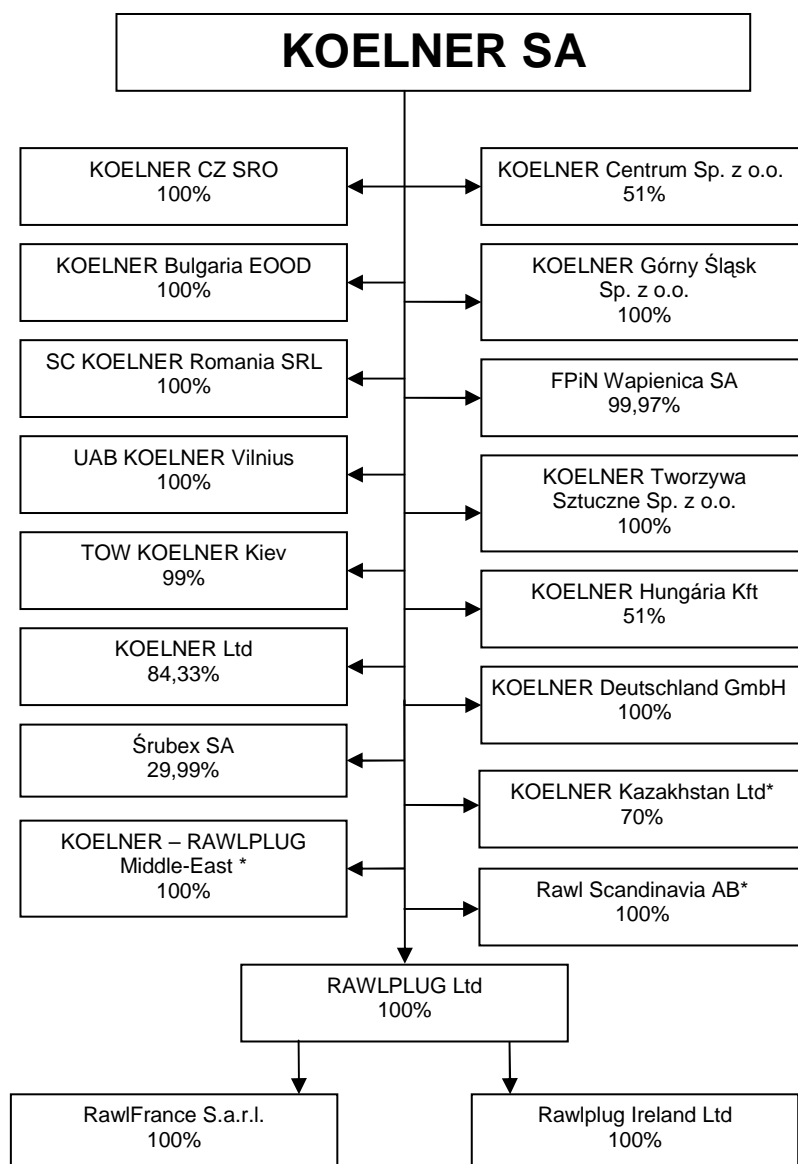 KOELNER SA
KOELNER CZ SRO
100%
KOELNER Centrum Sp. z o.o.
51%
KOELNER Bulgaria EOOD
100%
KOELNER Górny Śląsk
Sp. z o.o.
100%
SC KOELNER Romania SRL
100%
FPiN Wapienica SA
99,97%
UAB KOELNER Vilnius
100%
KOELNER Tworzywa
Sztuczne Sp. z o.o.
100%
TOW KOELNER Kiev
99%
KOELNER Hungária Kft
51%
KOELNER Ltd
84,33%
KOELNER Deutschland GmbH
100%
Śrubex SA
29,99%
KOELNER Kazakhstan Ltd*
70%
KOELNER – RAWLPLUG
Middle-East *
100%
Rawl Scandinavia AB*
100%
RAWLPLUG Ltd
100%
RawlFrance S.a.r.l.
100%
Rawlplug Ireland Ltd
100%